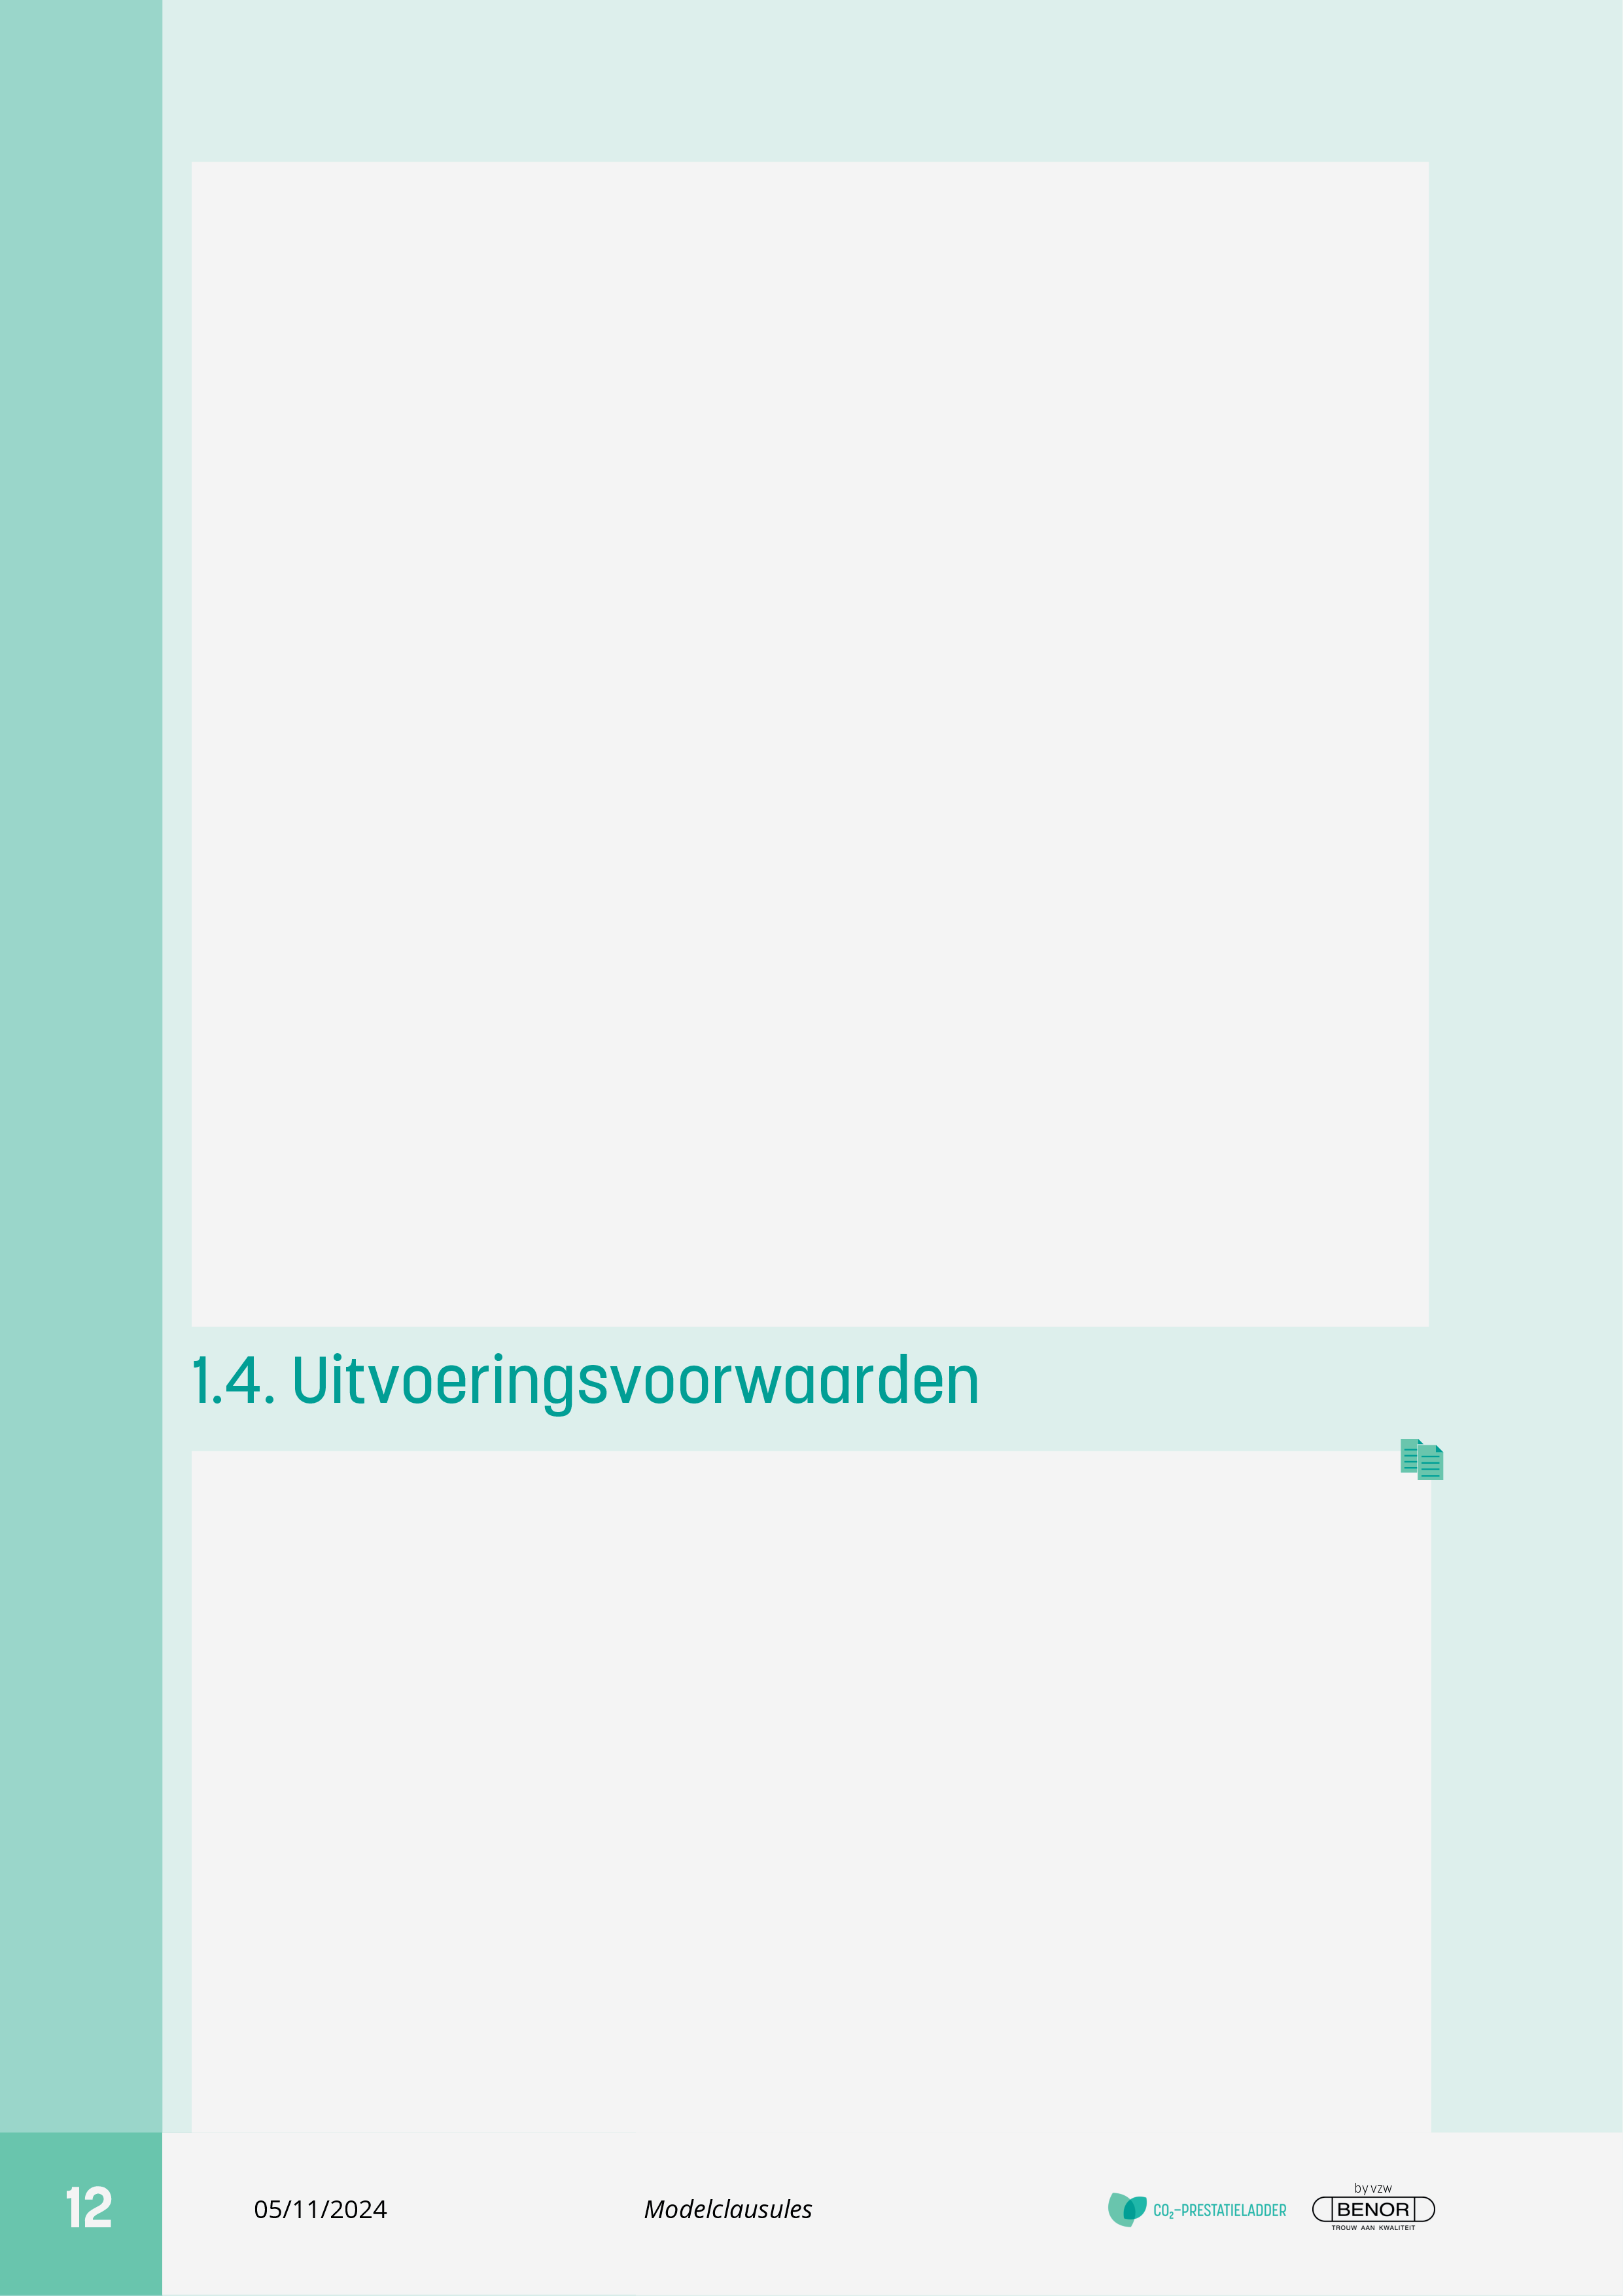 1.4. Uitvoeringsvoorwaarden
12
05/11/2024
Modelclausules
CO₂-PRESTATIELADDER
by vzw
BENOR
TROUW AAN KWALITEIT